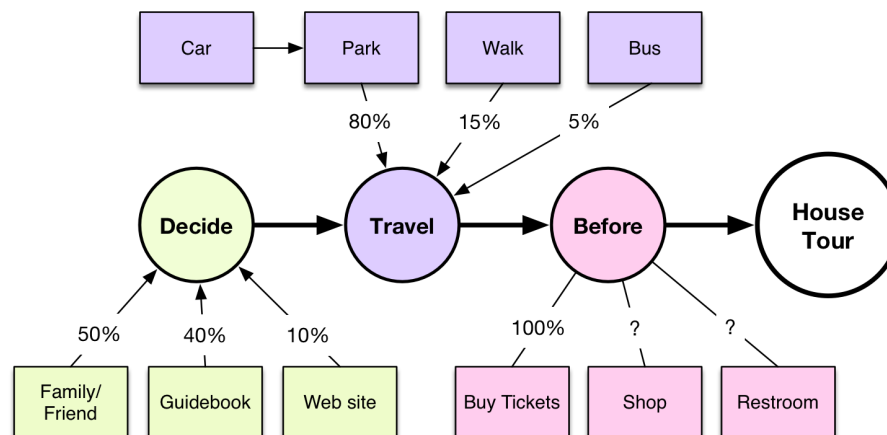 Car
Park
Walk
Bus
80%
15%
5%
Decide
Travel
Before
House
Tour
50%
40%
10%
100%
?
?
Family/
Friend
Guidebook
Web site
Buy Tickets
Shop
Restroom